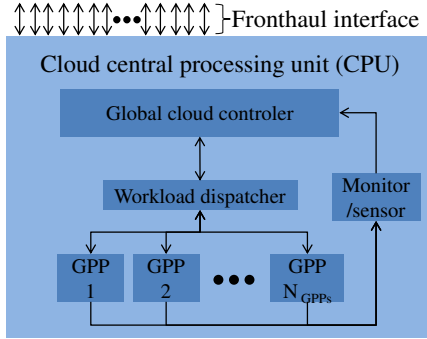 Fronthaul interface
Cloud central processing unit (CPU)
Global cloud controler
Workload dispatcher
Monitor
/sensor
GPP
1
GPP
2
GPP
N GPPs